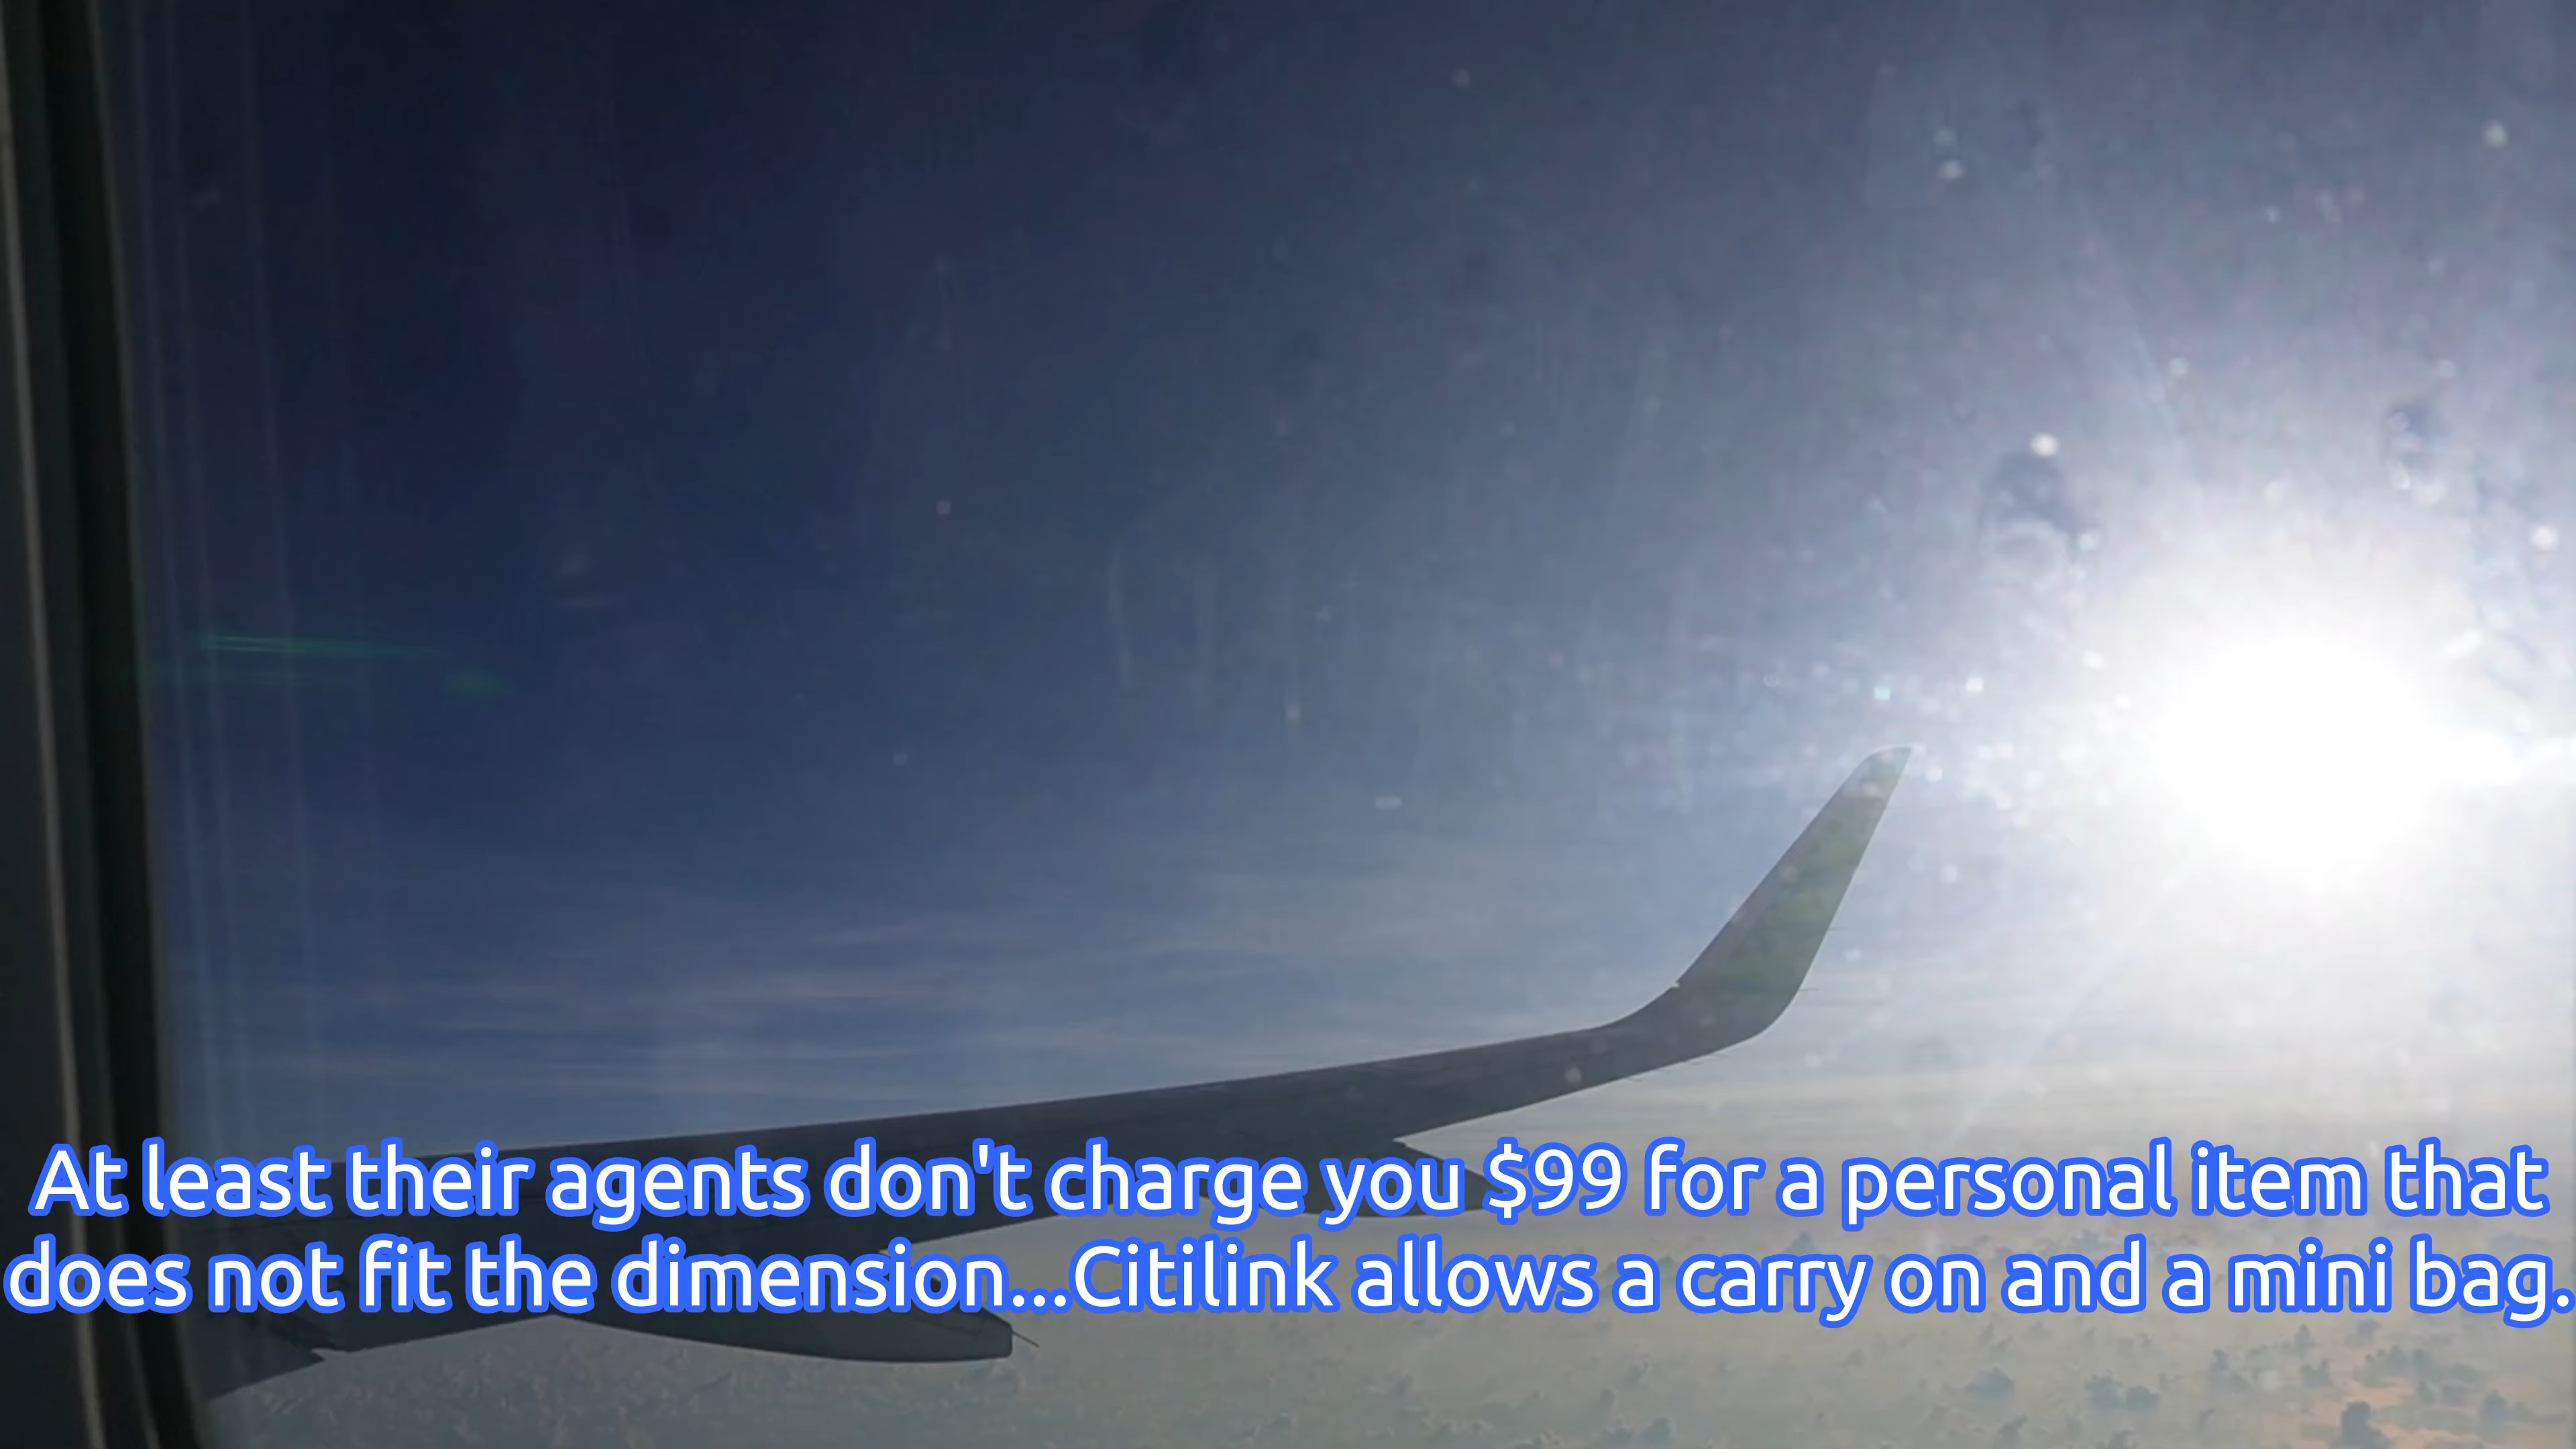 At least their agents don't charge you $99 for a personal item that
does not fit the dimension...Citilink allows a carry on and a mini bag.